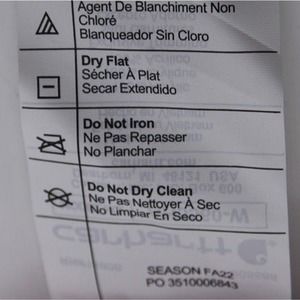 Agent De Blanchiment Non
Chloré
Blanqueador Sin Cloro
Dry Flat
Sécher À Plat
Secar Extendido
Do Not Iron
Ne Pas Repasser
No Planchar
Do Not Dry Clean
Ne Pas Nettoyer À Sec
No Limpiar En Seco
SEASON FA22
PO 3510006843